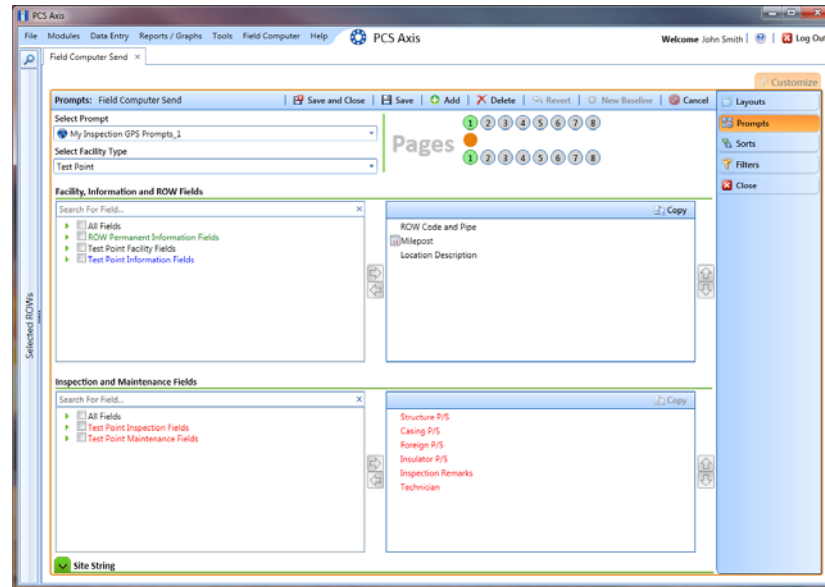 PCS Axis
File Modules Data Entry Reports / Graphs Tools Field Computer Help PCS Axis Welcome John Smith Log Out
Field Computer Send ×
Customize
Prompts: Field Computer Send Save and Close Save Add Delete Revert New Baseline Cancel
Layouts
Prompts
Sorts
Filters
Close
Select Prompt
My Inspection GPS Prompts_1
Select Facility Type
Test Point
Pages
1 2 3 4 5 6 7 8
1 2 3 4 5 6 7 8
Facility, Information and ROW Fields
Search For Field... ×
All Fields
ROW Permanent Information Fields
Test Point Facility Fields
Test Point Information Fields
Copy
ROW Code and Pipe
Milepost
Location Description
Selected ROWs
Inspection and Maintenance Fields
Search For Field... ×
All Fields
Test Point Inspection Fields
Test Point Maintenance Fields
Copy
Structure P/S
Casing P/S
Foreign P/S
Insulator P/S
Inspection Remarks
Technician
Site String